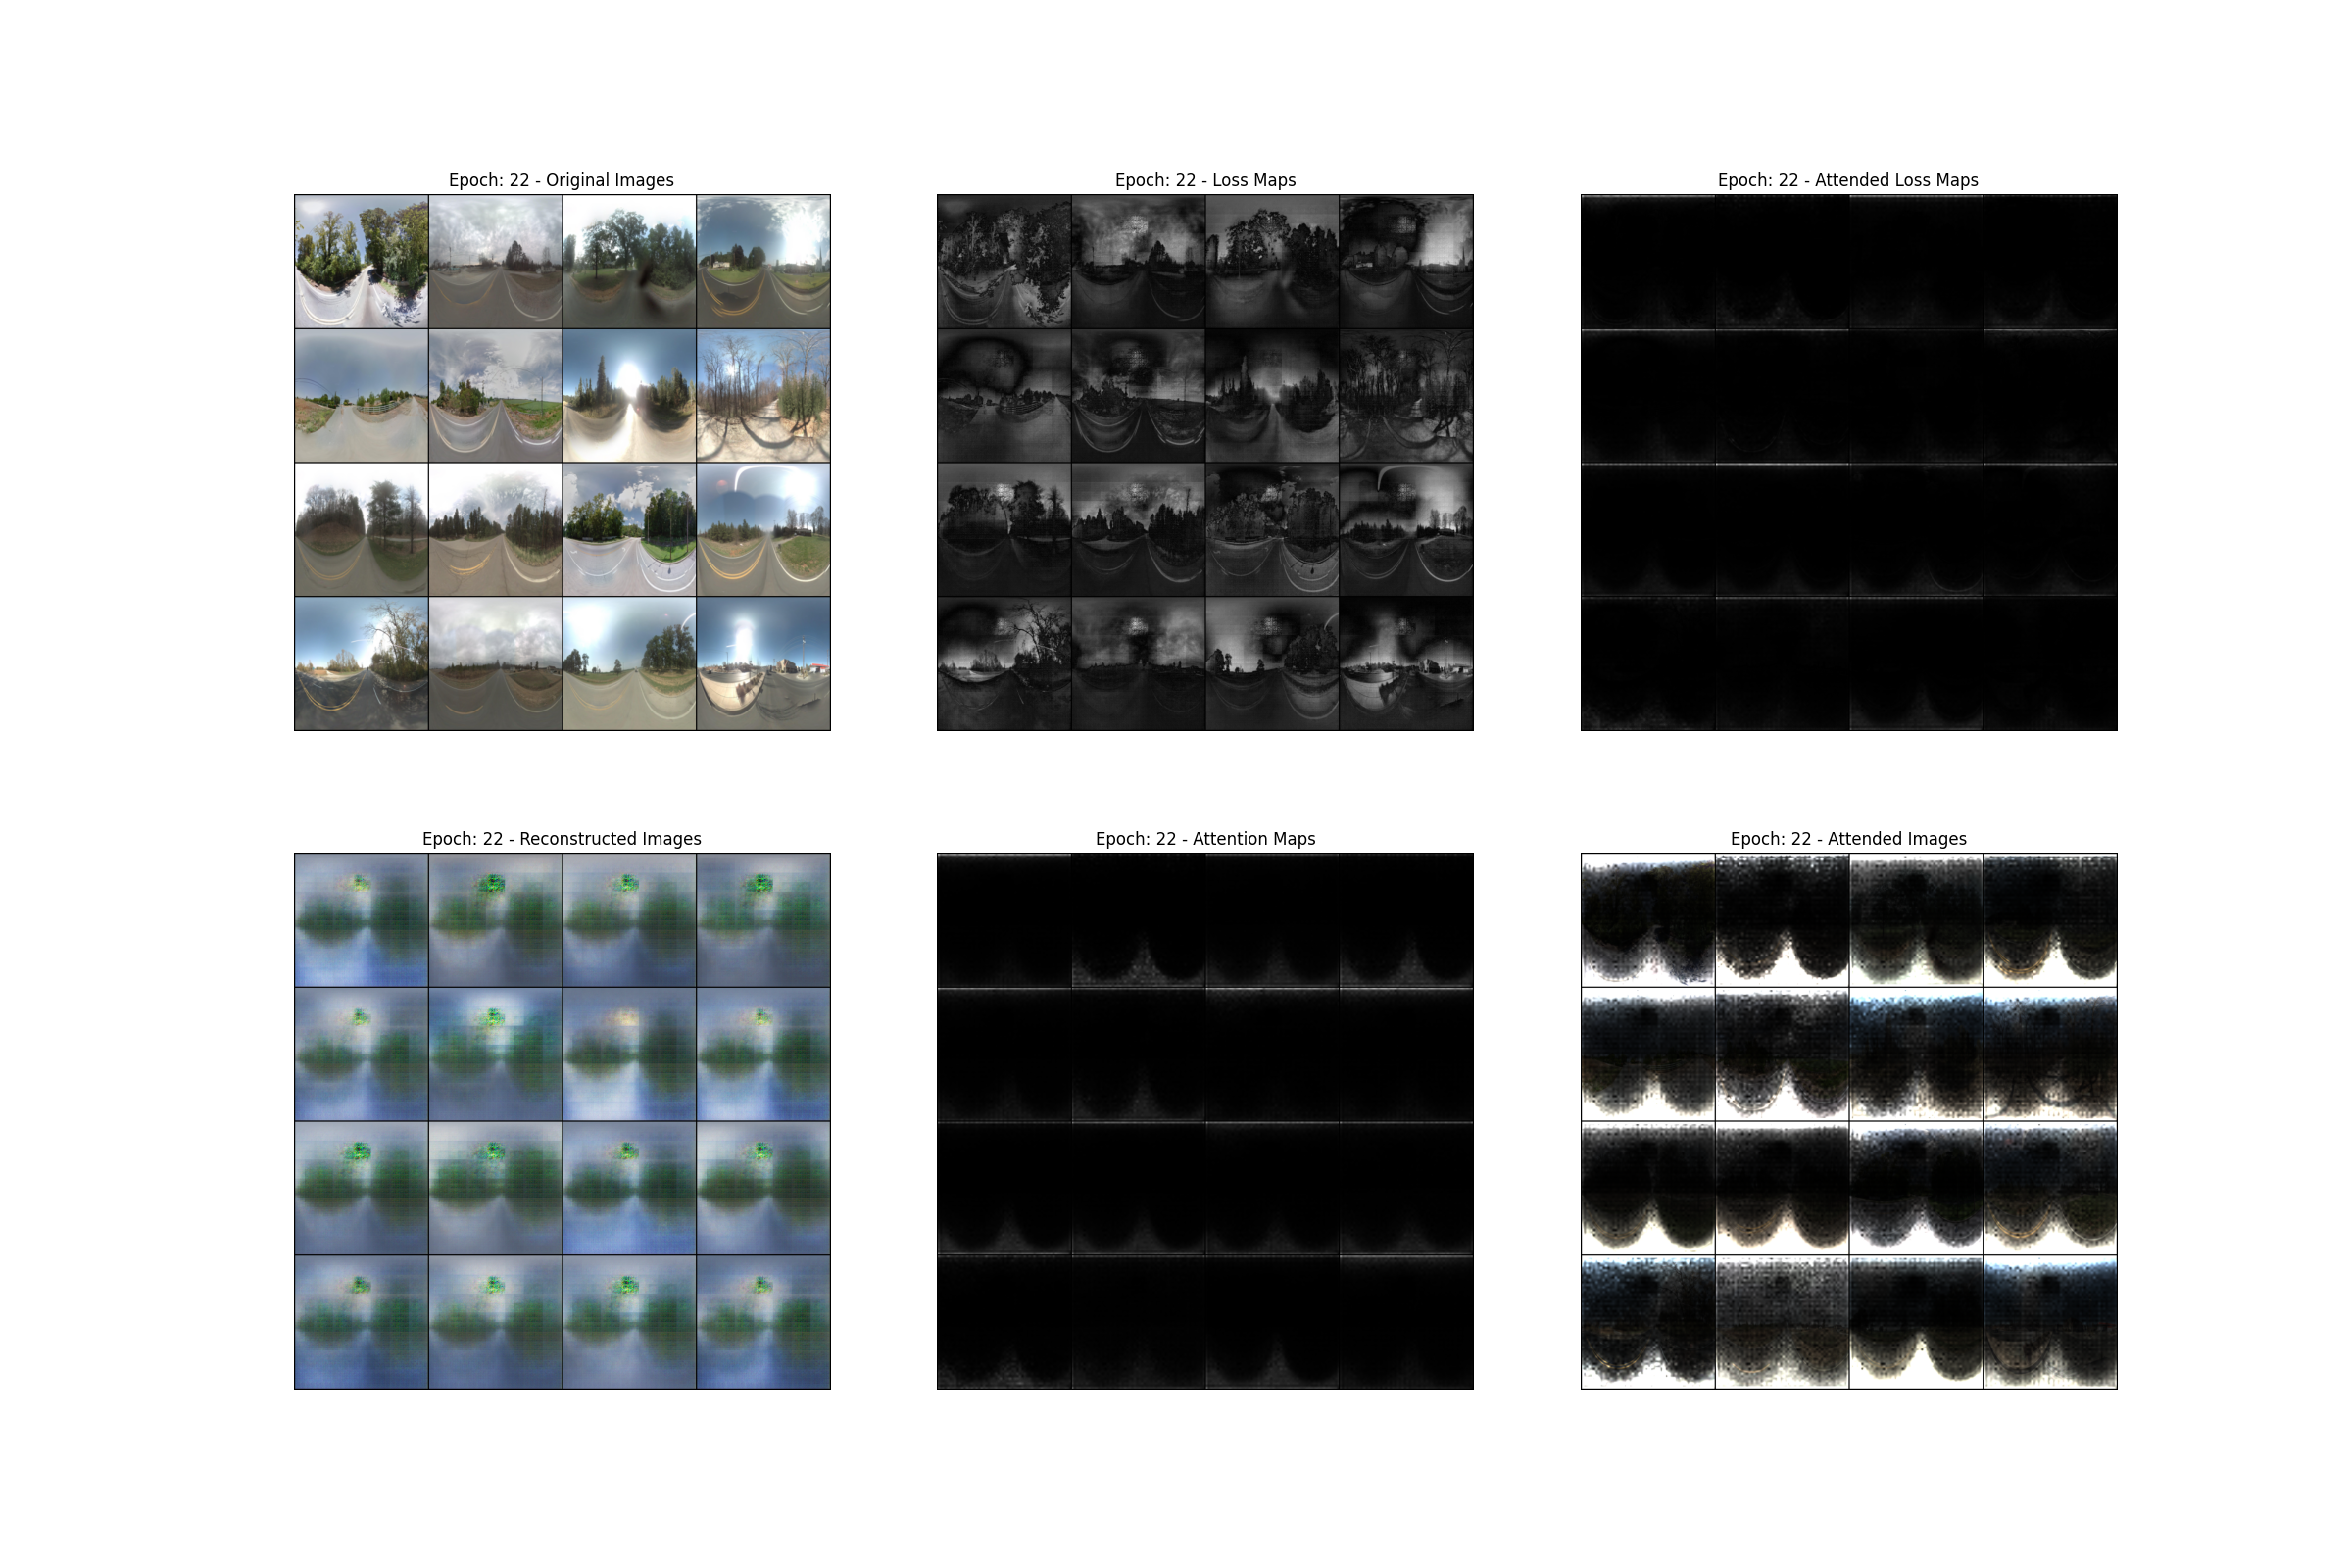 Epoch: 22 - Original Images
Epoch: 22 - Loss Maps
Epoch: 22 - Attended Loss Maps
Epoch: 22 - Reconstructed Images
Epoch: 22 - Attention Maps
Epoch: 22 - Attended Images